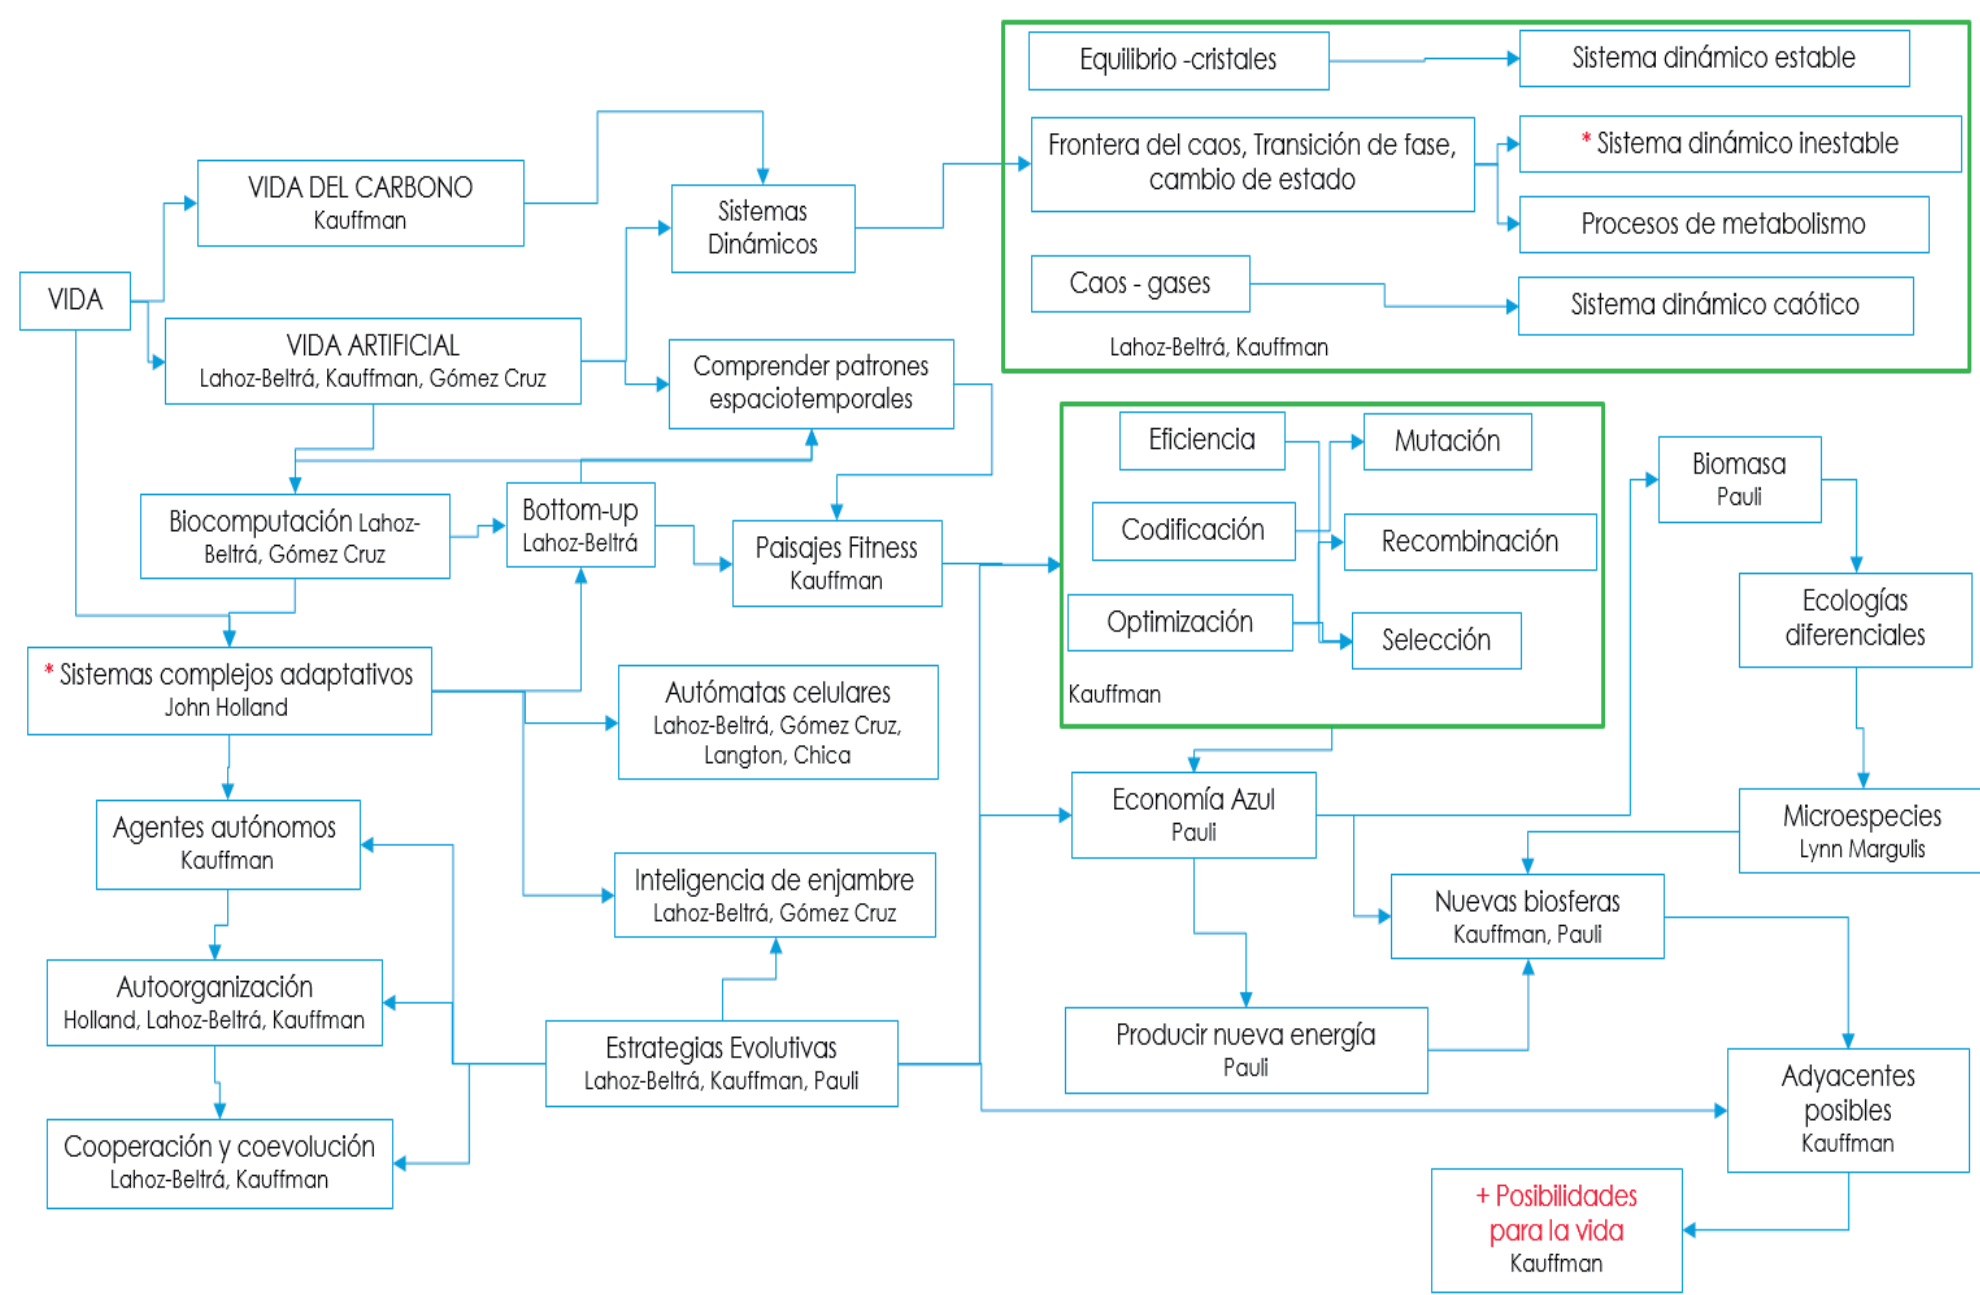 Equilibrio -cristales
Sistema dinámico estable
Frontera del caos, Transición de fase,
cambio de estado
* Sistema dinámico inestable
Procesos de metabolismo
Caos - gases
Sistema dinámico caótico
Lahoz-Beltrá, Kauffman
VIDA DEL CARBONO
Kauffman
Sistemas
Dinámicos
VIDA
VIDA ARTIFICIAL
Lahoz-Beltrá, Kauffman, Gómez Cruz
Comprender patrones
espaciotemporales
Biocomputación Lahoz-
Beltrá, Gómez Cruz
Bottom-up
Lahoz-Beltrá
Paisajes Fitness
Kauffman
Eficiencia
Mutación
Codificación
Recombinación
Optimización
Selección
Kauffman
Biomasa
Pauli
Ecologías
diferenciales
* Sistemas complejos adaptativos
John Holland
Autómatas celulares
Lahoz-Beltrá, Gómez Cruz,
Langton, Chica
Agentes autónomos
Kauffman
Economía Azul
Pauli
Microespecies
Lynn Margulis
Inteligencia de enjambre
Lahoz-Beltrá, Gómez Cruz
Nuevas biosferas
Kauffman, Pauli
Autoorganización
Holland, Lahoz-Beltrá, Kauffman
Estrategias Evolutivas
Lahoz-Beltrá, Kauffman, Pauli
Producir nueva energía
Pauli
Adyacentes
posibles
Kauffman
Cooperación y coevolución
Lahoz-Beltrá, Kauffman
+ Posibilidades
para la vida
Kauffman